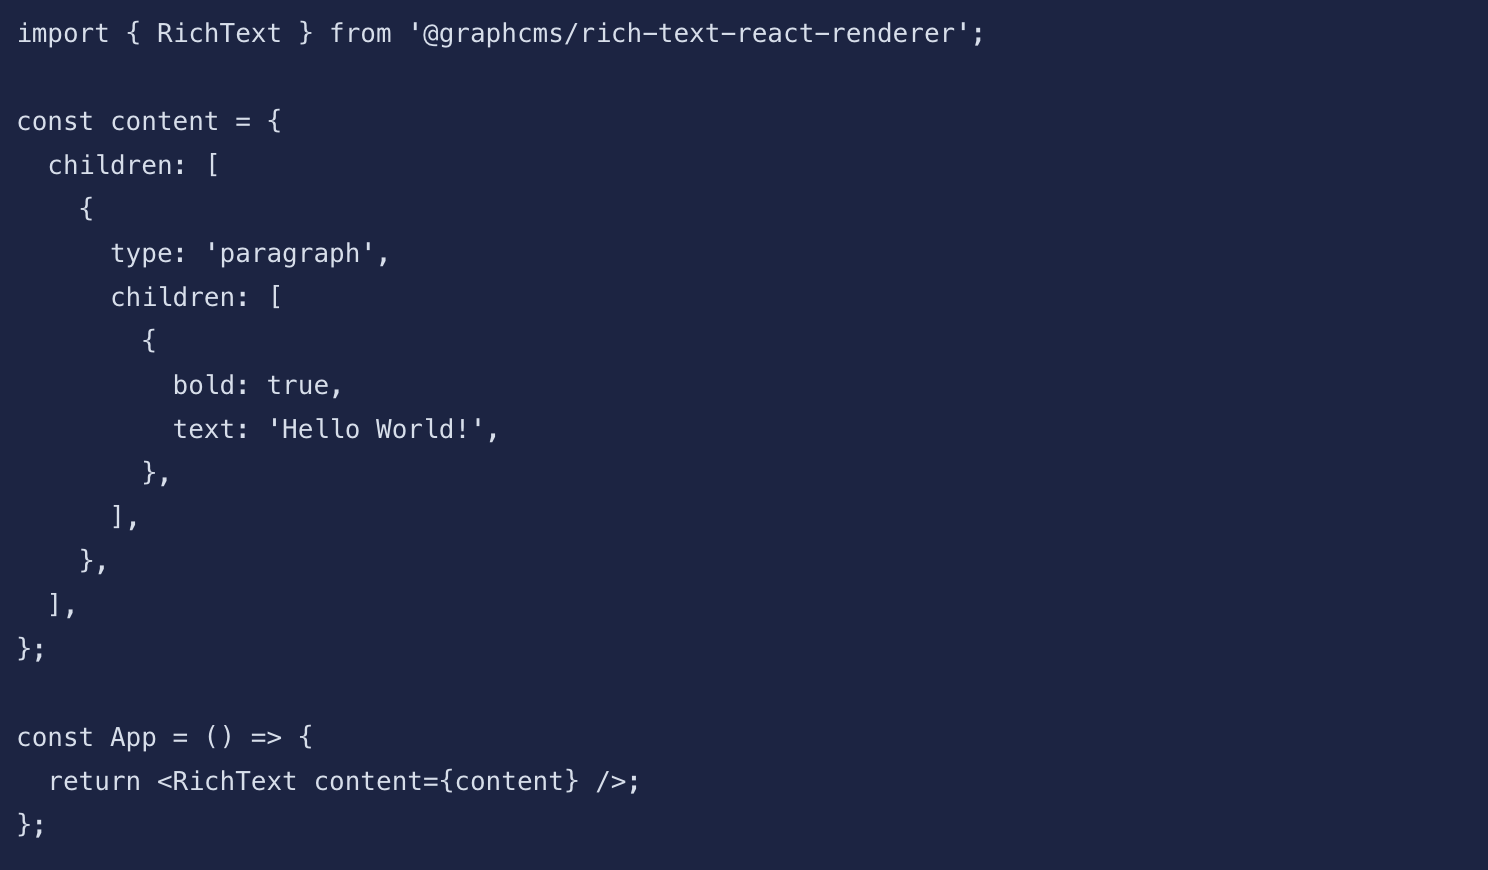 import { RichText } from '@graphcms/rich-text-react-renderer';

const content = {
  children: [
    {
      type: 'paragraph',
      children: [
        {
          bold: true,
          text: 'Hello World!',
        },
      ],
    },
  ],
};

const App = () => {
  return <RichText content={content} />;
};